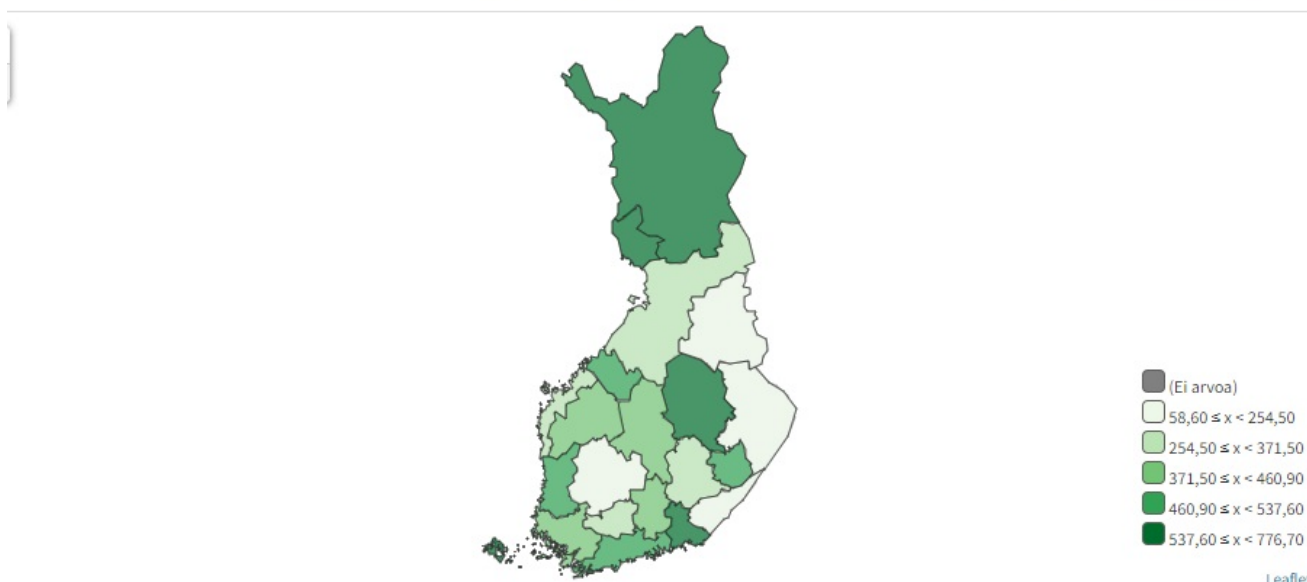 (Ei arvoa)
58,60 ≤ x < 254,50
254,50 ≤ x < 371,50
371,50 ≤ x < 460,90
460,90 ≤ x < 537,60
537,60 ≤ x < 776,70